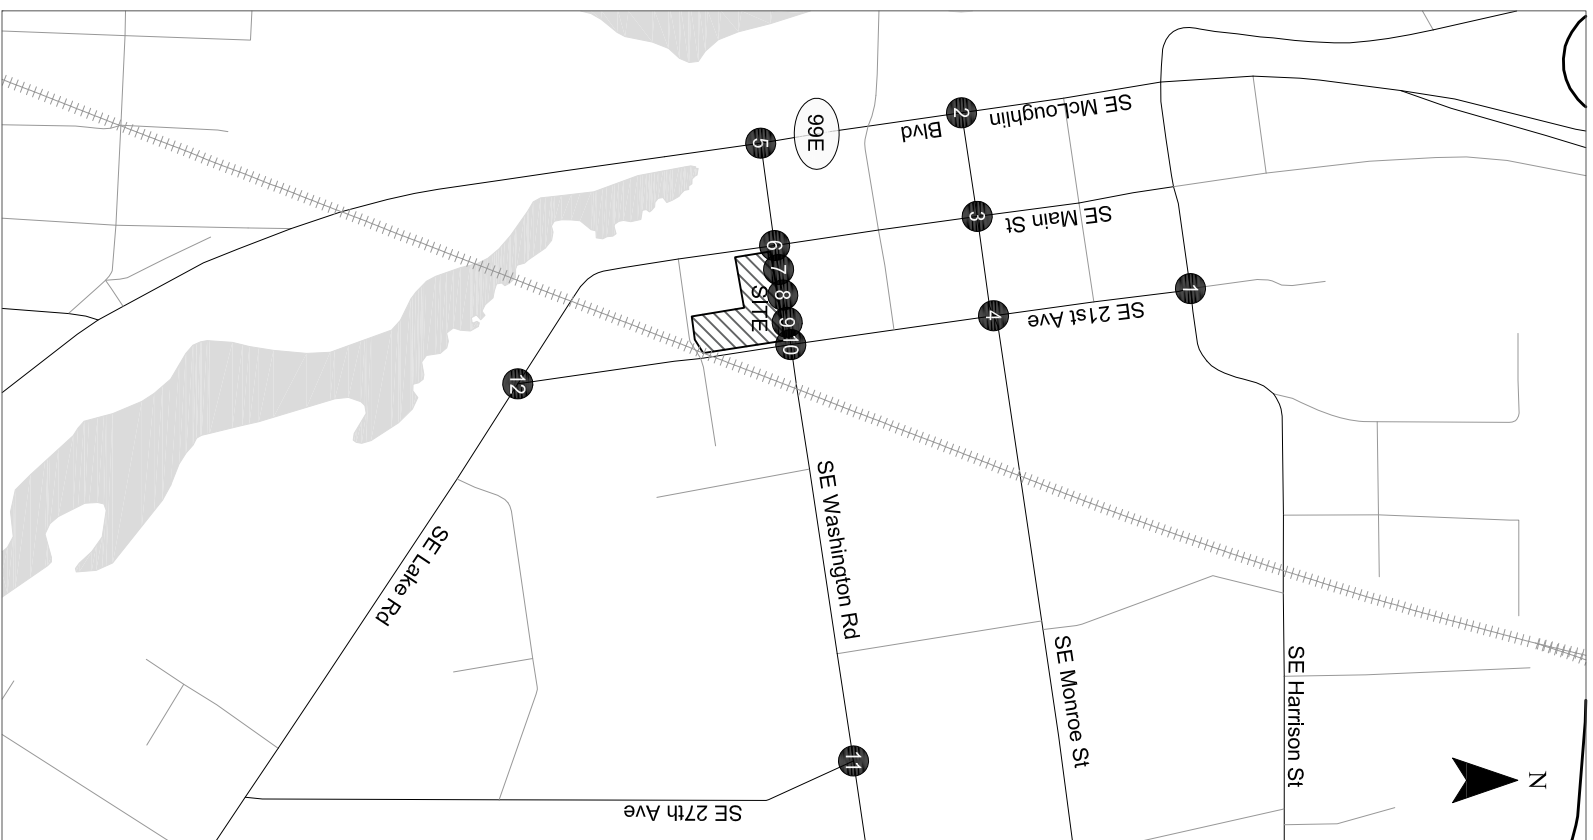 SE McLoughlin
Blvd
99E
2
5
SE Main St
3
6
7
8
9
10
SITE
1
SE 21st Ave
4
12
SE Washington Rd
SE Lake Rd
SE Monroe St
SE Harrison St
11
SE 27th Ave
N